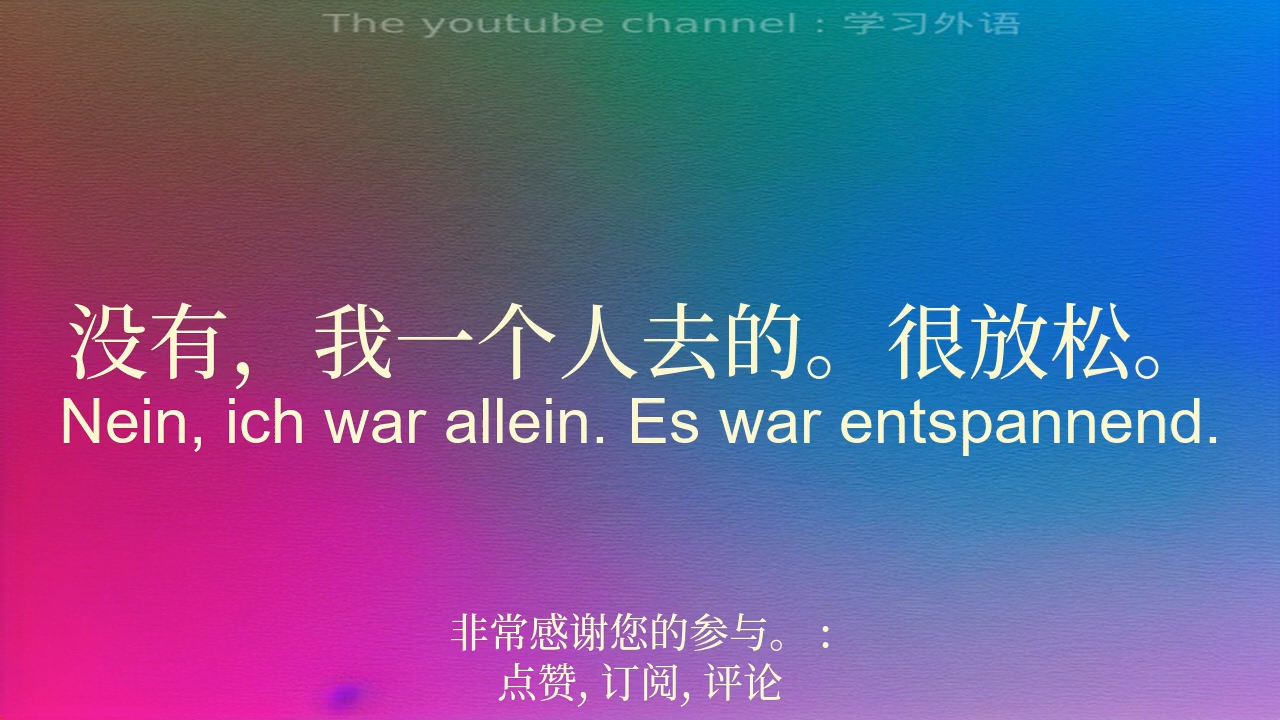 The youtube channel : 学习外语
没有，我一个人去的。很放松。
Nein, ich war allein. Es war entspannend.
非常感谢您的参与。 :
点赞, 订阅, 评论